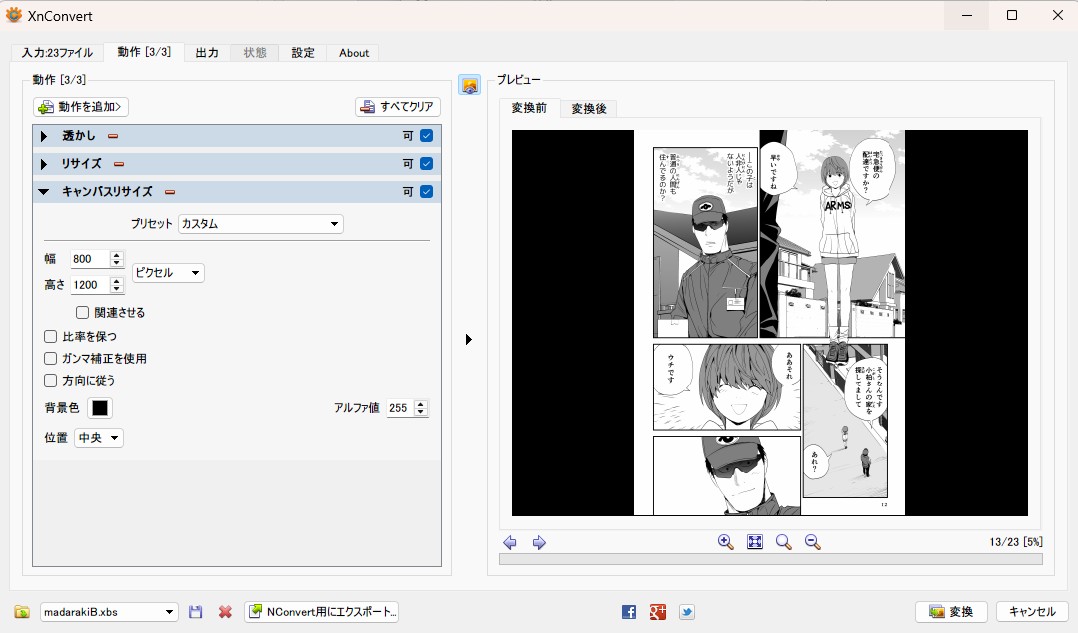 XnConvert
入力:23ファイル
動作 [3/3]
出力
状態
設定
About
動作 [3/3]
動作を追加>
すべてクリア
透かし
可
リサイズ
可
キャンバスリサイズ
可
プリセット
カスタム
幅
800
ピクセル
高さ
1200
関連させる
比率を保つ
ガンマ補正を使用
方向に従う
背景色
アルファ値
255
位置
中央
プレビュー
変換前
変換後
宅急便の
配達ですか?
ARMS
早いですね
──この子は
人非人じゃ
ないようだが
普通の人間も
住んでるのか?
ああそれ
ウチです
そうなんです
小柏さんの家を
探してまして
あれ?
12
13/23 [5%]
madarakiB.xbs
NConvert用にエクスポート...
変換
キャンセル